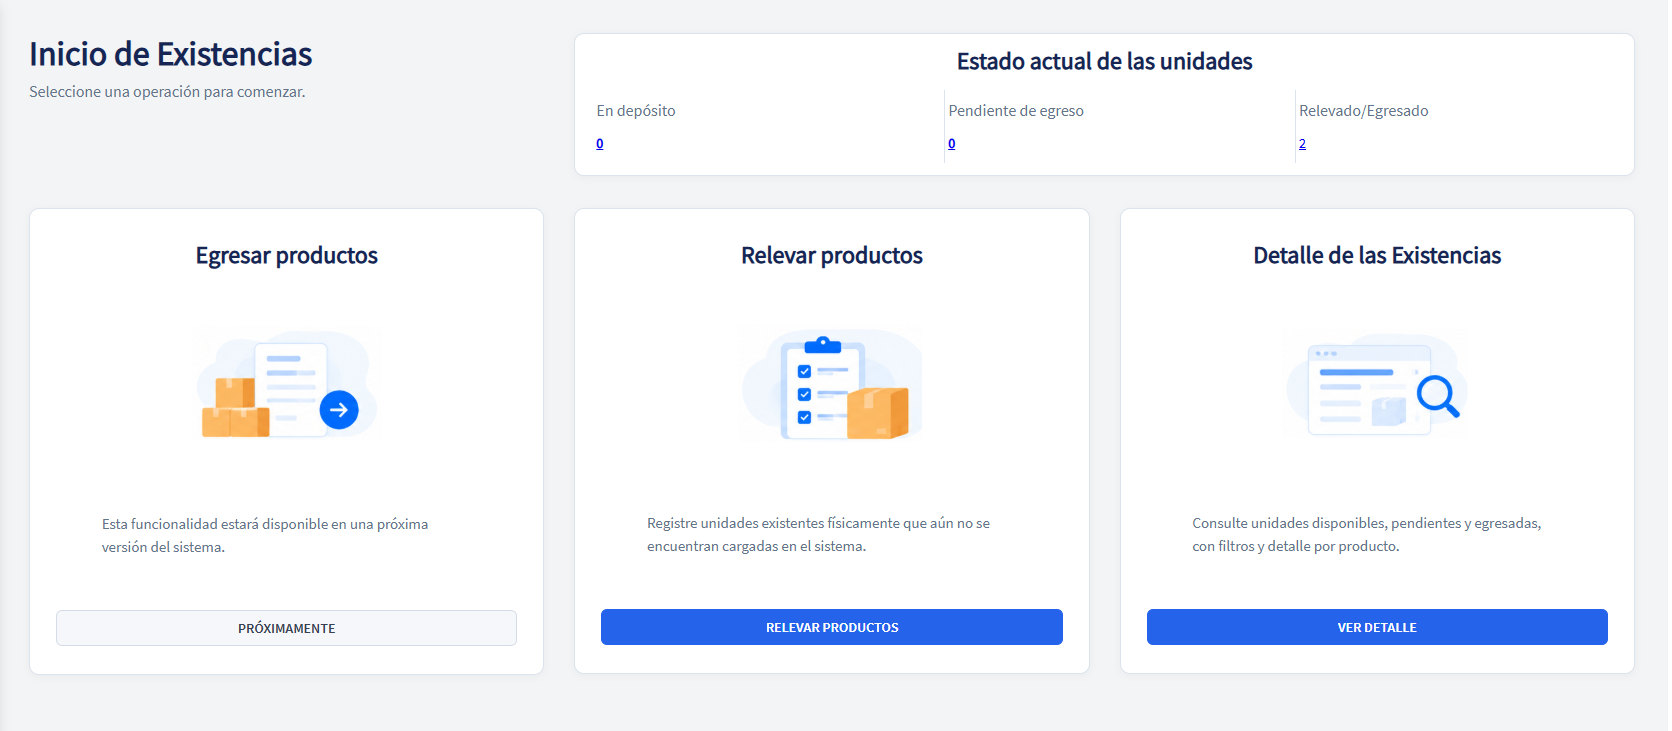 Inicio de Existencias
Seleccione una operación para comenzar.
Estado actual de las unidades
En depósito
0
Pendiente de egreso
0
Relevado/Egresado
2
Egresar productos
Esta funcionalidad estará disponible en una próxima
versión del sistema.
PRÓXIMAMENTE
Relevar productos
Registre unidades existentes físicamente que aún no se
encuentran cargadas en el sistema.
RELEVAR PRODUCTOS
Detalle de las Existencias
Consulte unidades disponibles, pendientes y egresadas,
con filtros y detalle por producto.
VER DETALLE